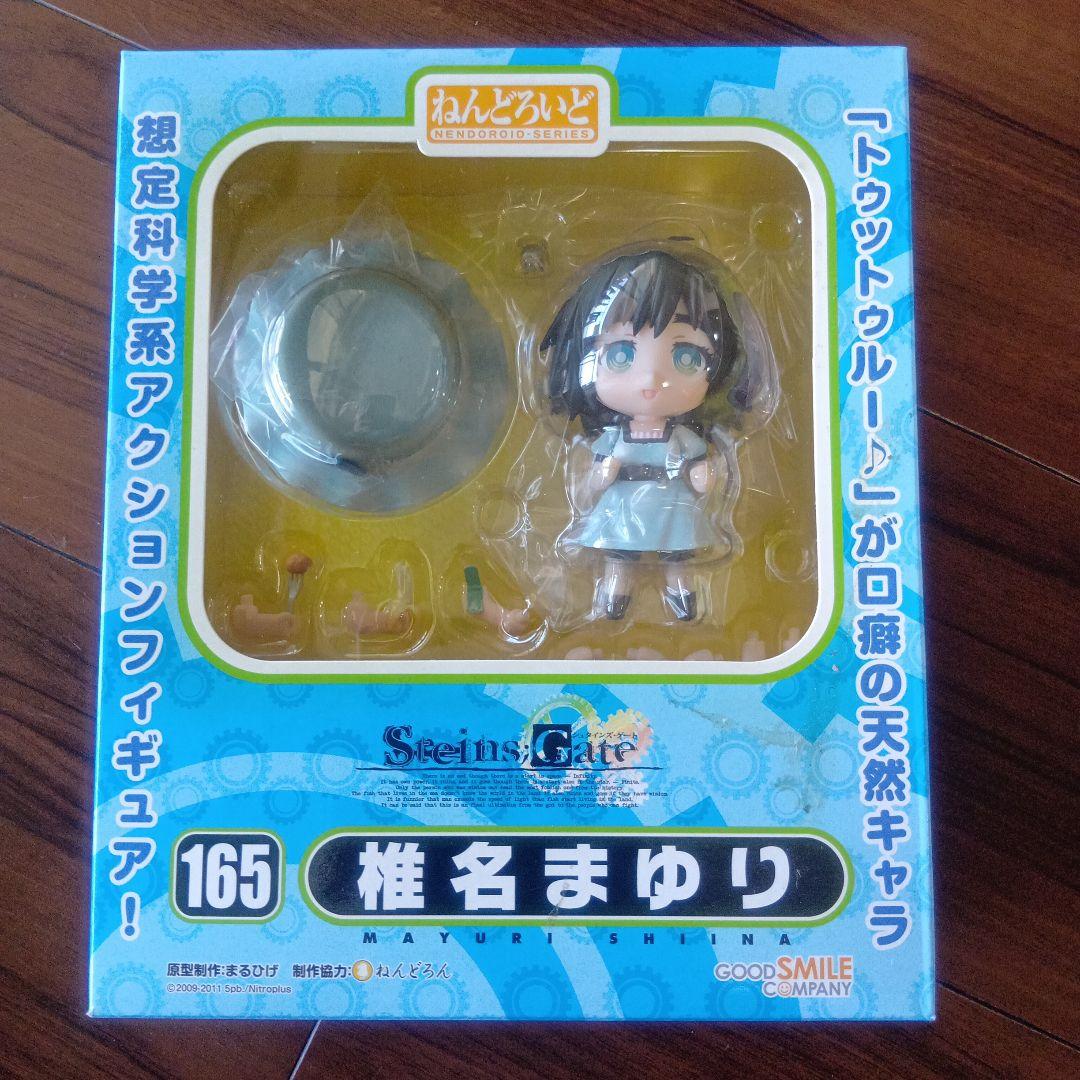 ねんどろいど
NENDOROID-SERIES
「トゥットゥルー♪」が口癖の天然キャラ
想定科学系アクションフィギュア!
シュタインズ・ゲート
Steins;Gate
165
椎名まゆり
MAYURI SHIINA
原型制作:まるひげ 制作協力:ねんどろん
©2009-2011 5pb./Nitroplus
GOOD SMILE
COMPANY